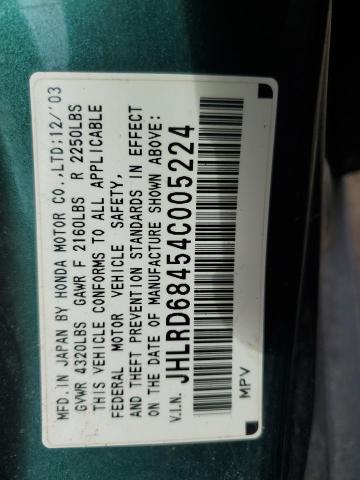 MFD.IN JAPAN BY HONDA MOTOR CO.,LTD;12/'03
GVWR 4320LBS GAWR F 2160LBS R 2250LBS
THIS VEHICLE CONFORMS TO ALL APPLICABLE
FEDERAL MOTOR VEHICLE SAFETY,
AND THEFT PREVENTION STANDARDS IN EFFECT
ON THE DATE OF MANUFACTURE SHOWN ABOVE:
V.I.N. JHLRD68454C005224
MPV